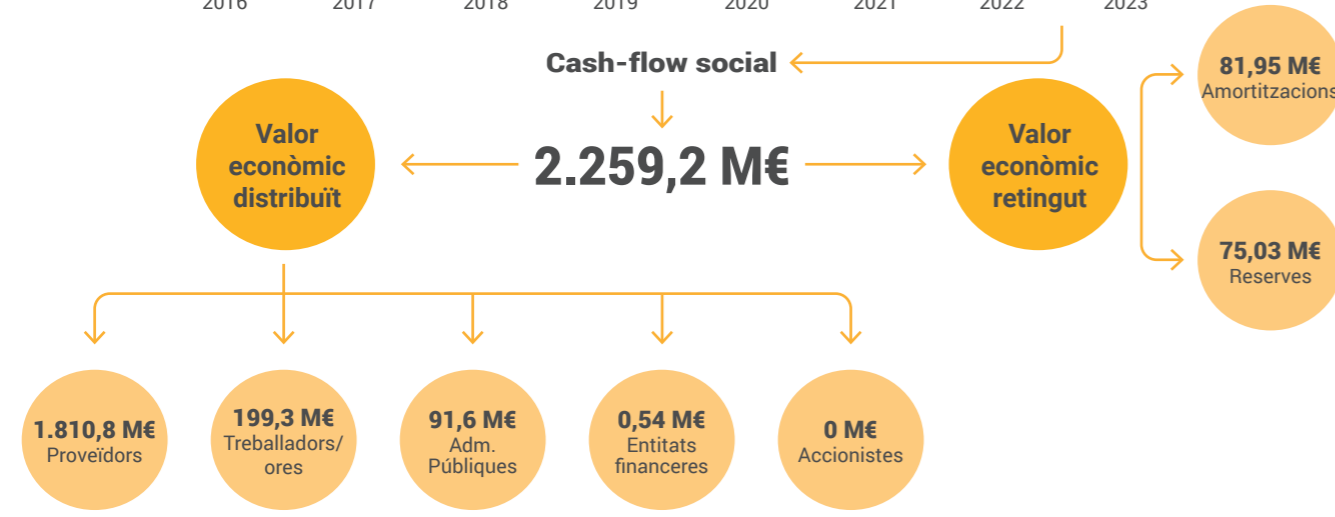 2016 2017 2018 2019 2020 2021 2022 2023
Cash-flow social
81,95 M€
Amortitzacions
Valor
econòmic
distribuït
2.259,2 M€
Valor
econòmic
retingut
75,03 M€
Reserves
1.810,8 M€
Proveïdors
199,3 M€
Treballadors/
ores
91,6 M€
Adm.
Públiques
0,54 M€
Entitats
financeres
0 M€
Accionistes